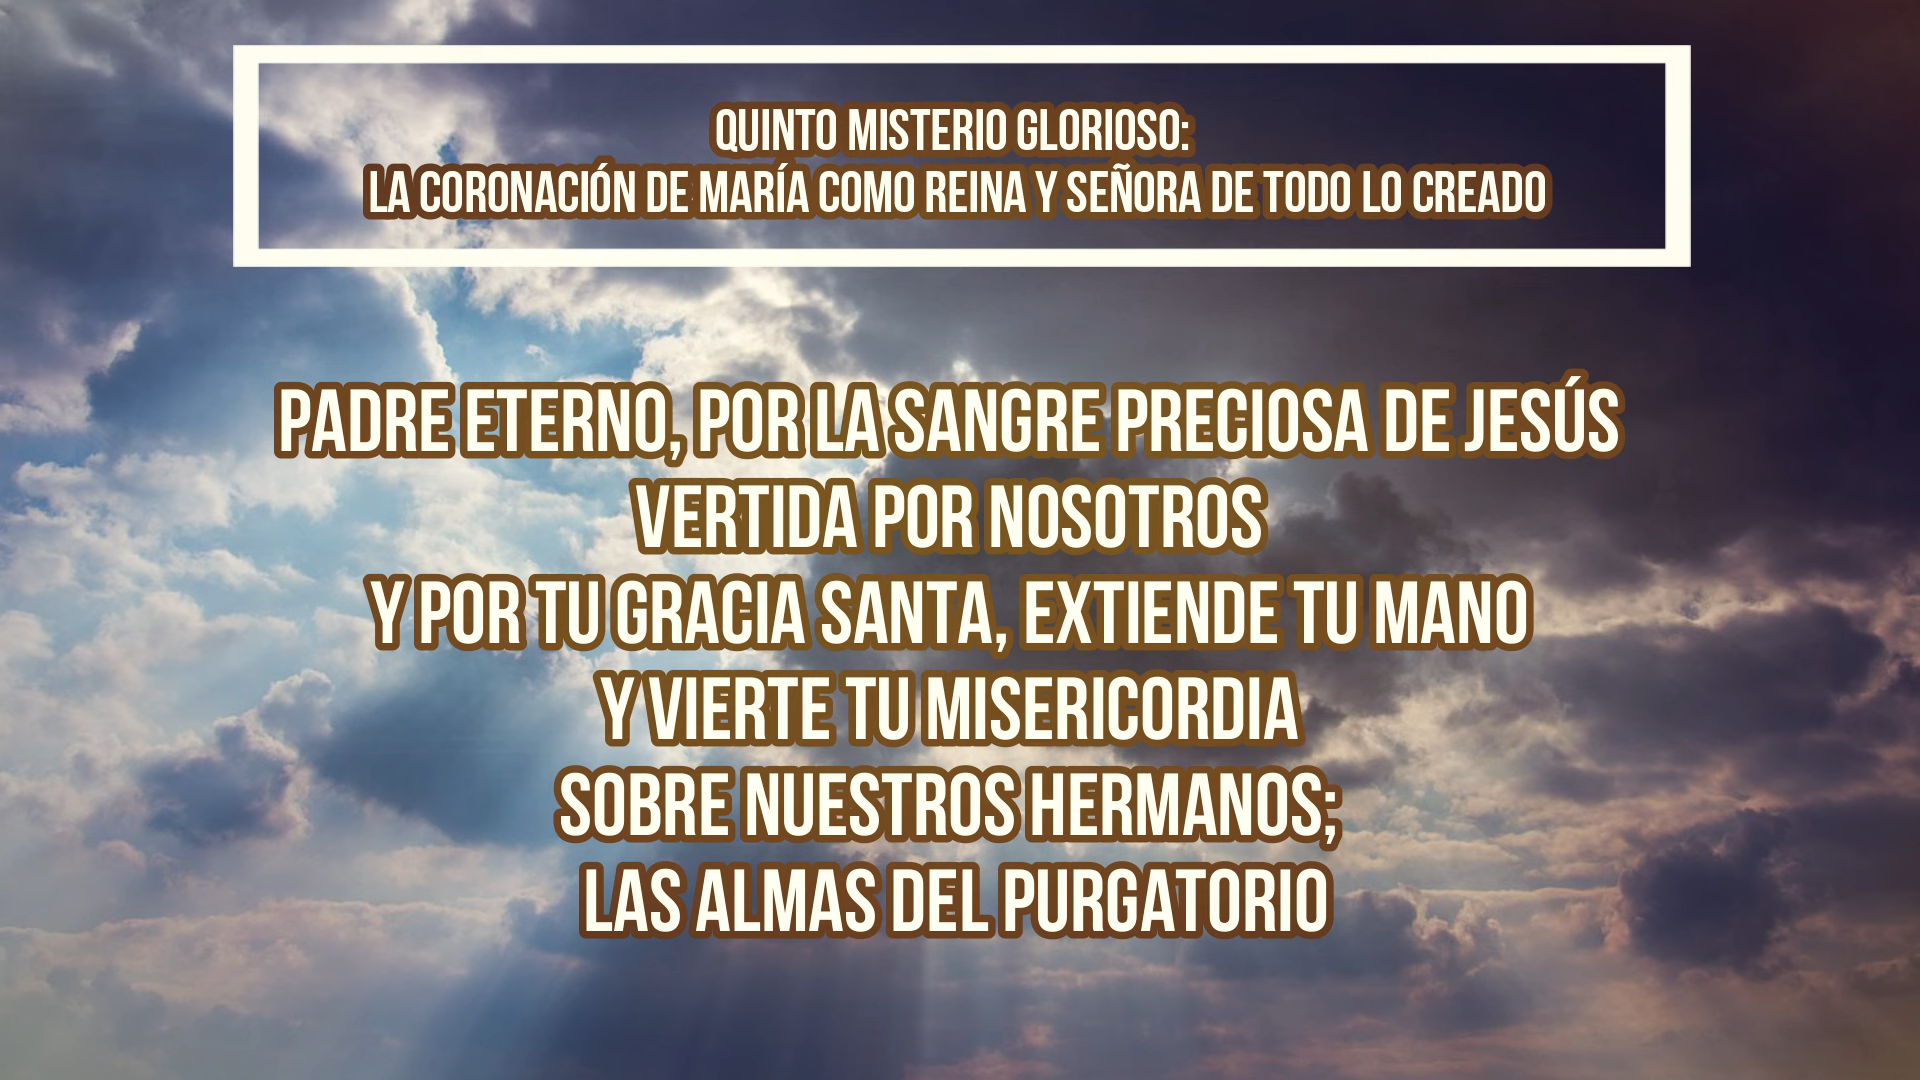 QUINTO MISTERIO GLORIOSO:
LA CORONACIÓN DE MARÍA COMO REINA Y SEÑORA DE TODO LO CREADO
PADRE ETERNO, POR LA SANGRE PRECIOSA DE JESÚS
VERTIDA POR NOSOTROS
Y POR TU GRACIA SANTA, EXTIENDE TU MANO
Y VIERTE TU MISERICORDIA
SOBRE NUESTROS HERMANOS;
LAS ALMAS DEL PURGATORIO